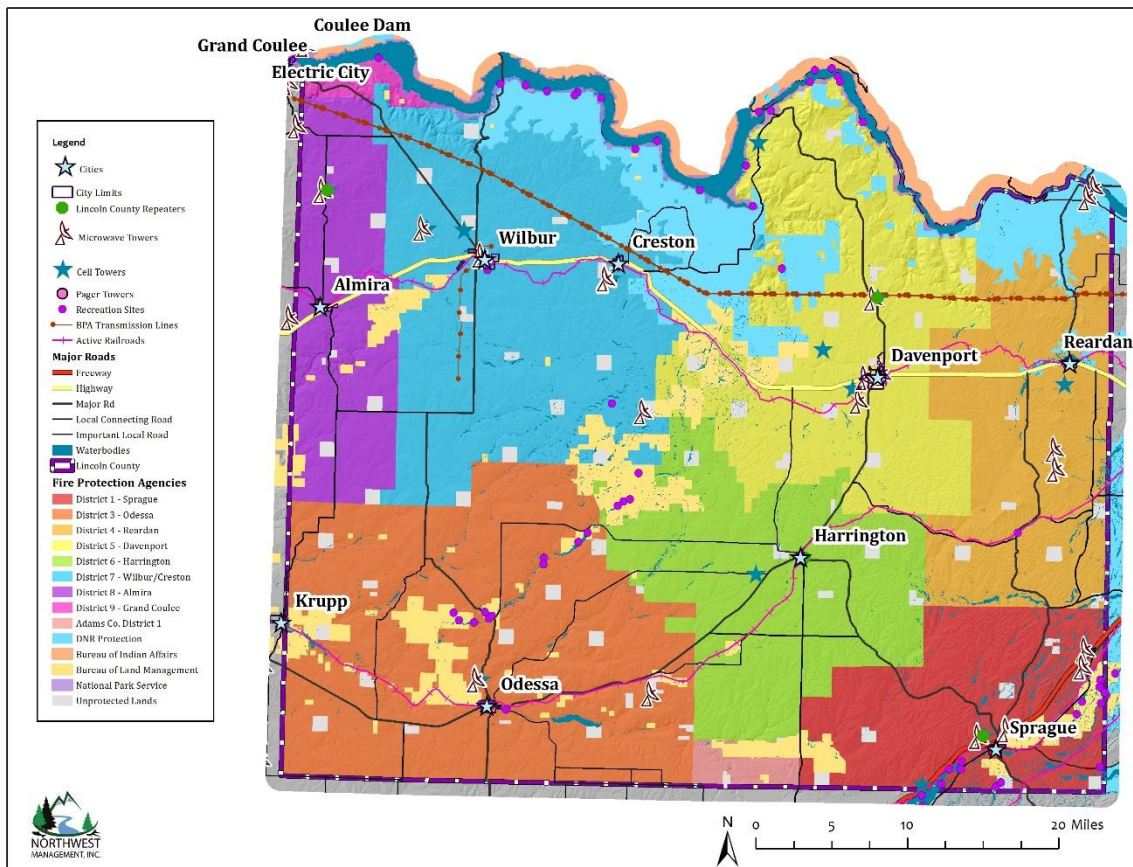 Coulee Dam
Grand Coulee
Electric City
Legend
Cities
City Limits
Lincoln County Repeaters
Microwave Towers
Cell Towers
Pager Towers
Recreation Sites
BPA Transmission Lines
Active Railroads
Major Roads
Freeway
Highway
Major Rd
Local Connecting Road
Important Local Road
Waterbodies
Lincoln County
Fire Protection Agencies
District 1 - Sprague
District 3 - Odessa
District 4 - Reardan
District 5 - Davenport
District 6 - Harrington
District 7 - Wilbur/Creston
District 8 - Almira
District 9 - Grand Coulee
Adams Co. District 1
DNR Protection
Bureau of Indian Affairs
Bureau of Land Management
National Park Service
Unprotected Lands
Wilbur
Creston
Almira
Reardan
Davenport
Harrington
Krupp
Odessa
Sprague
NORTHWEST
MANAGEMENT, INC.
N
0 5 10 20 Miles